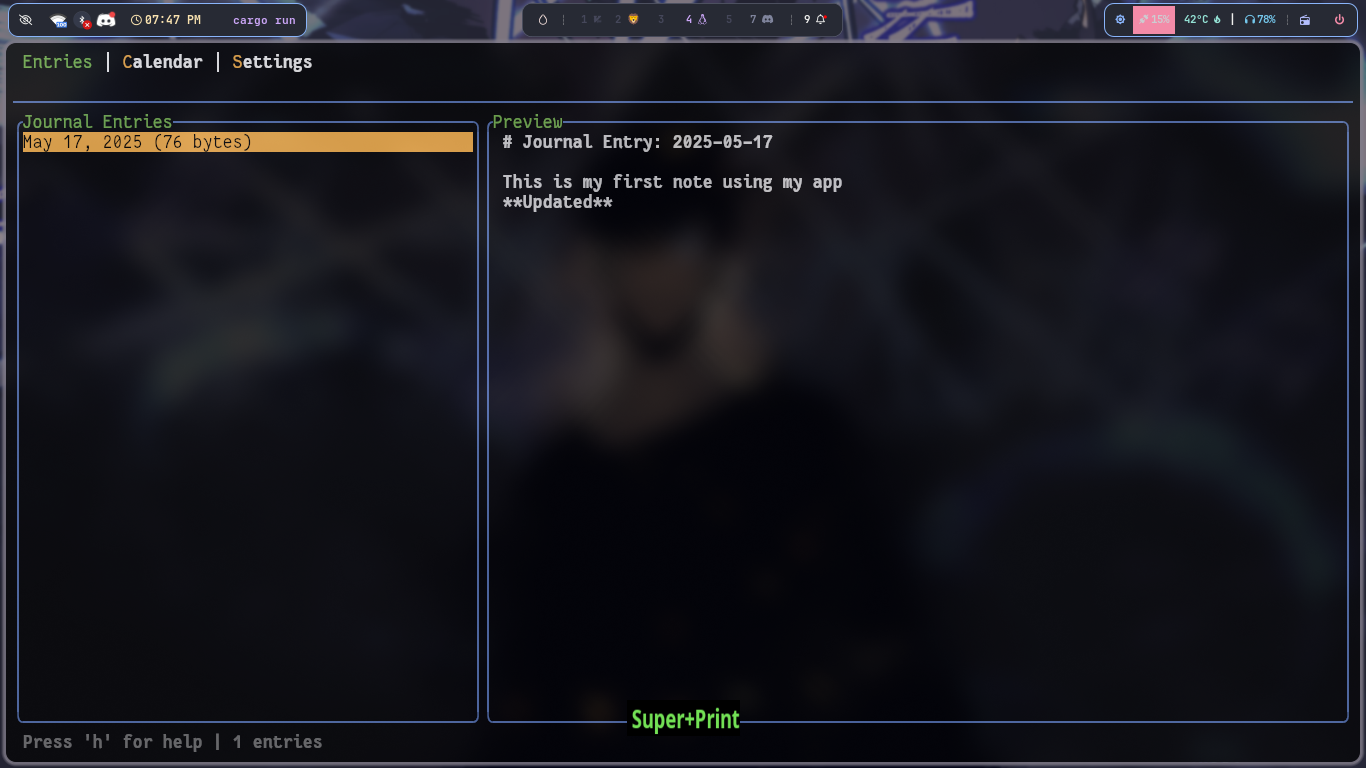 100 07:47 PM cargo run
1 2 3 4 5 7 9
15% 42°C 78%
Entries | Calendar | Settings
Journal Entries
May 17, 2025 (76 bytes)
Preview
# Journal Entry: 2025-05-17
This is my first note using my app
**Updated**
Super+Print
Press 'h' for help | 1 entries